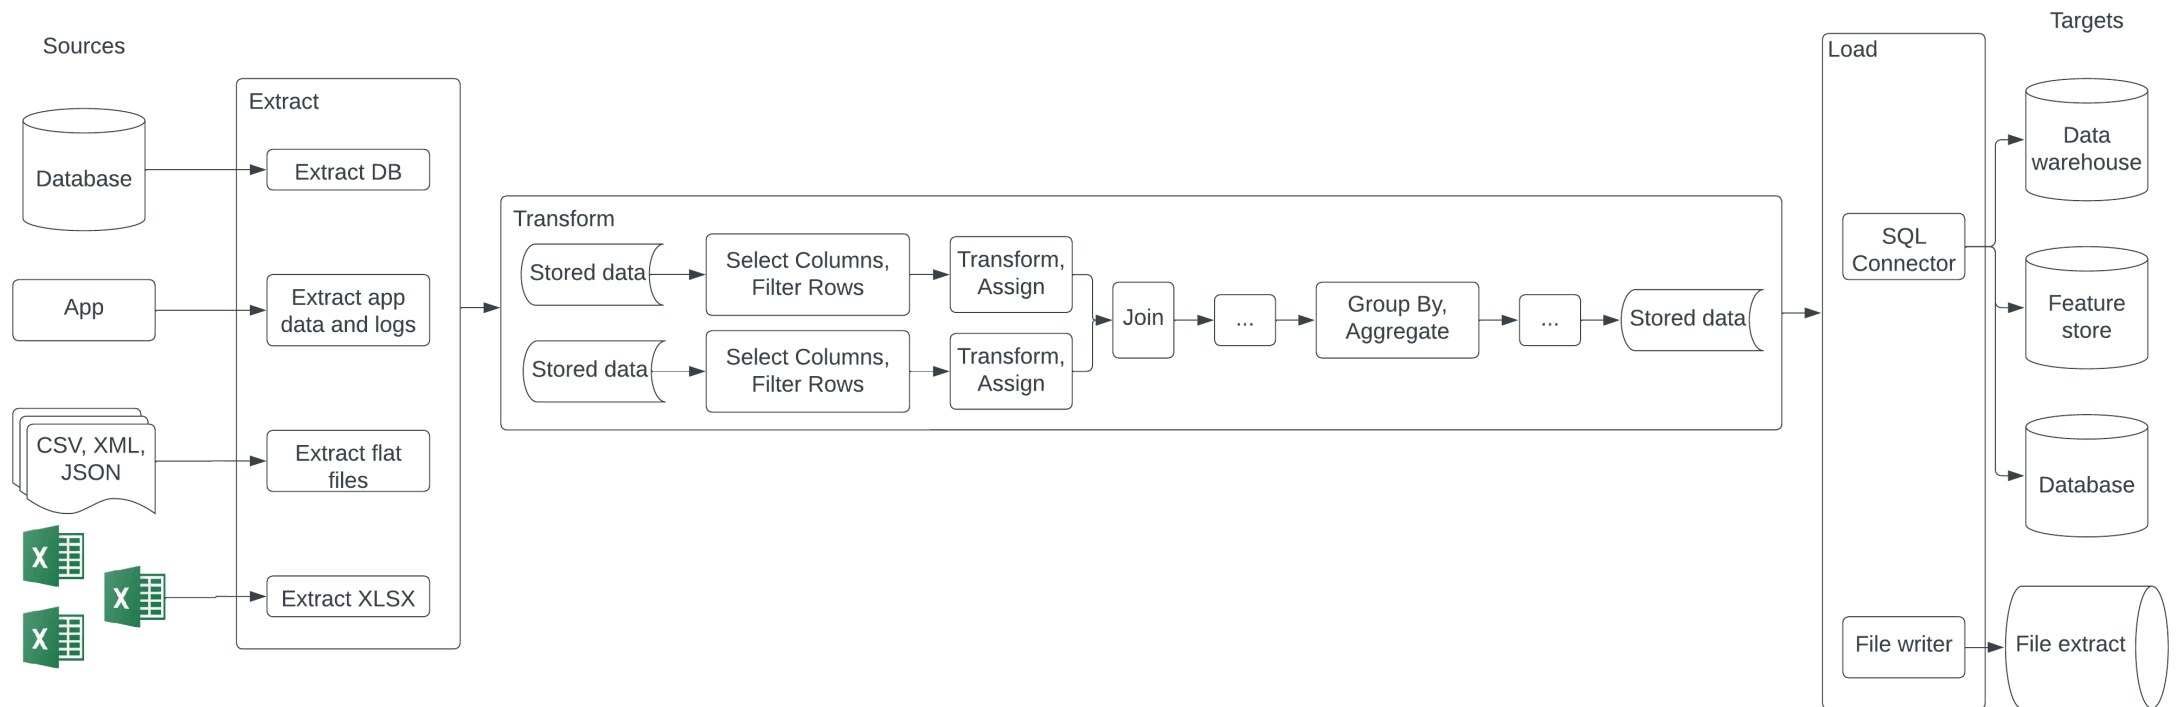 Sources
Database
App
CSV, XML,
JSON
X
X
X
Extract
Extract DB
Extract app
data and logs
Extract flat
files
Extract XLSX
Transform
Stored data
Select Columns,
Filter Rows
Transform,
Assign
Stored data
Select Columns,
Filter Rows
Transform,
Assign
Join
...
Group By,
Aggregate
...
Stored data
Load
SQL
Connector
File writer
Targets
Data
warehouse
Feature
store
Database
File extract